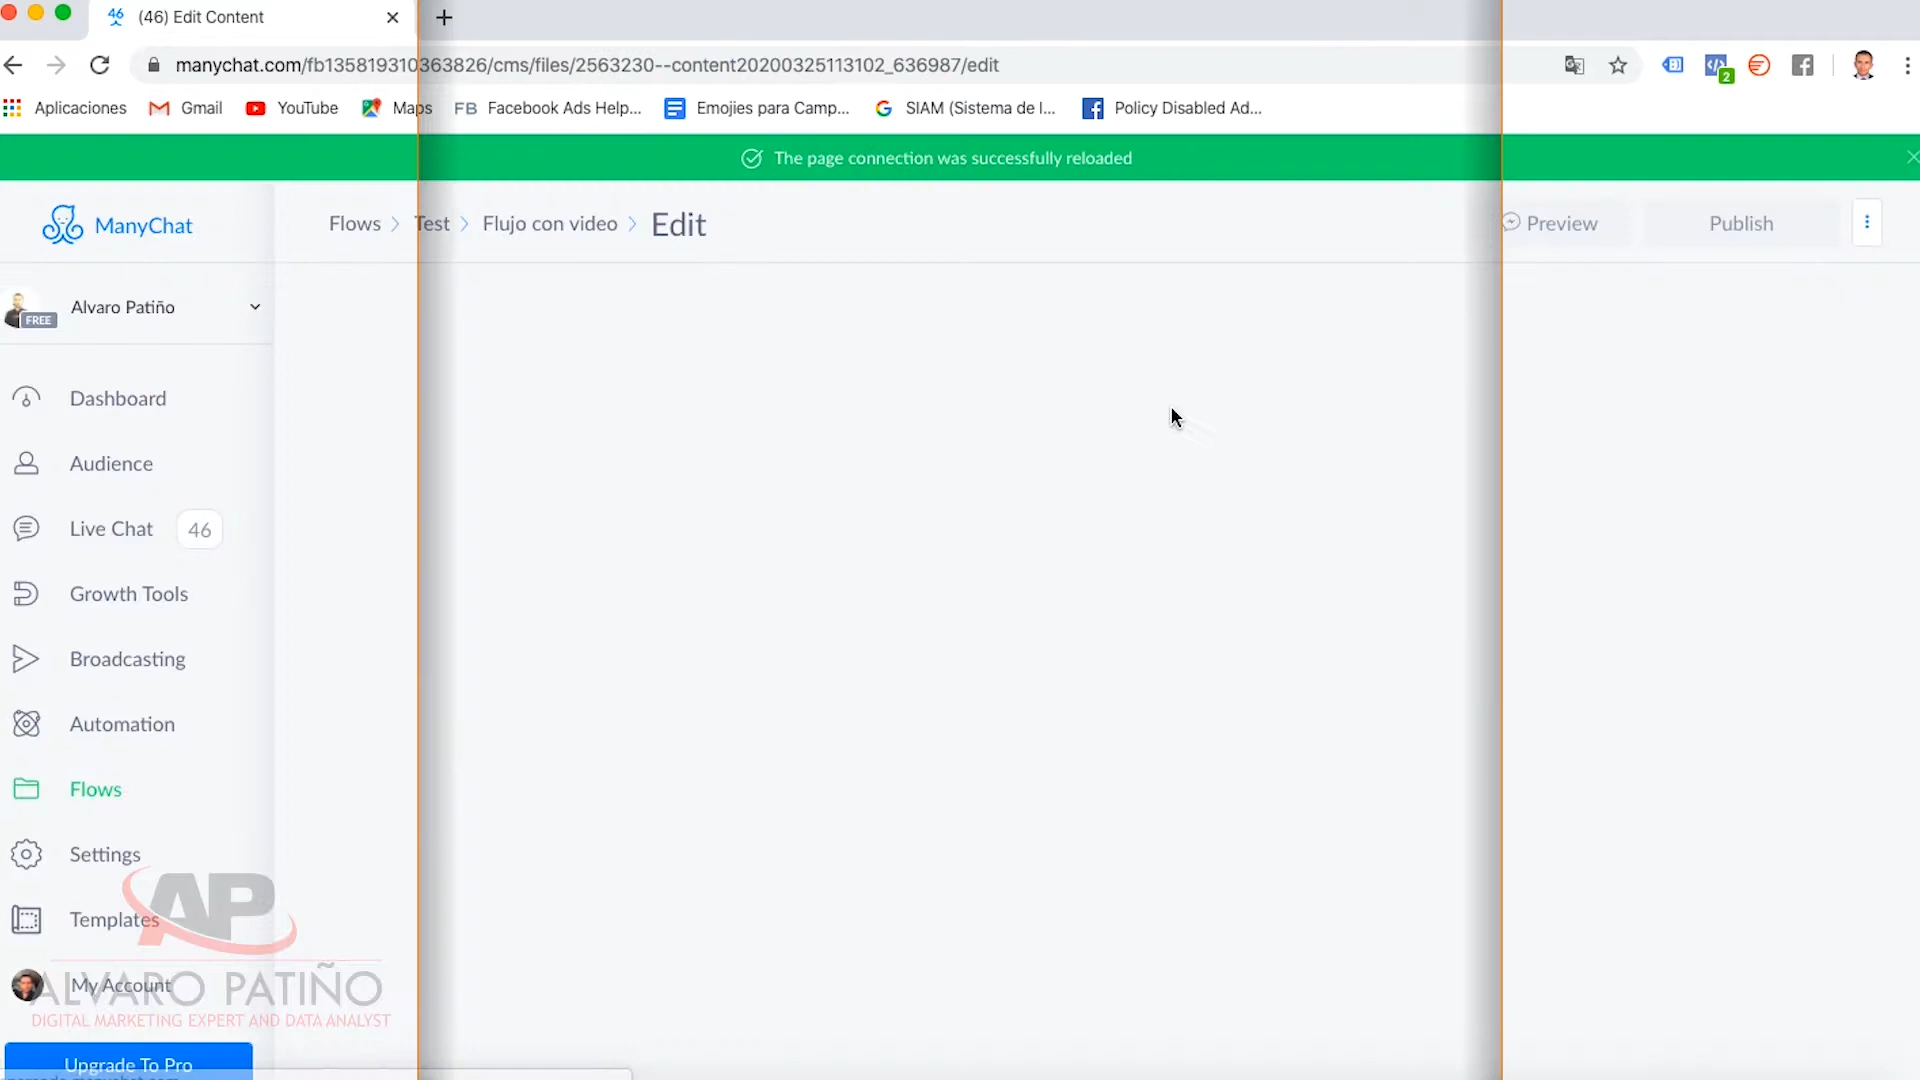 46
(46) Edit Content
manychat.com/fb135819310363826/cms/files/2563230--content20200325113102_636987/edit
2
Aplicaciones
Gmail
YouTube
Maps
FB
Facebook Ads Help...
Emojies para Camp...
SIAM (Sistema de I...
Policy Disabled Ad...
The page connection was successfully reloaded
ManyChat
Flows > Test > Flujo con video > Edit
Preview
Publish
Alvaro Patiño
FREE
Dashboard
Audience
Live Chat 46
Growth Tools
Broadcasting
Automation
Flows
Settings
Templates
AP
My Account
ALVARO PATIÑO
DIGITAL MARKETING EXPERT AND DATA ANALYST
Upgrade To Pro